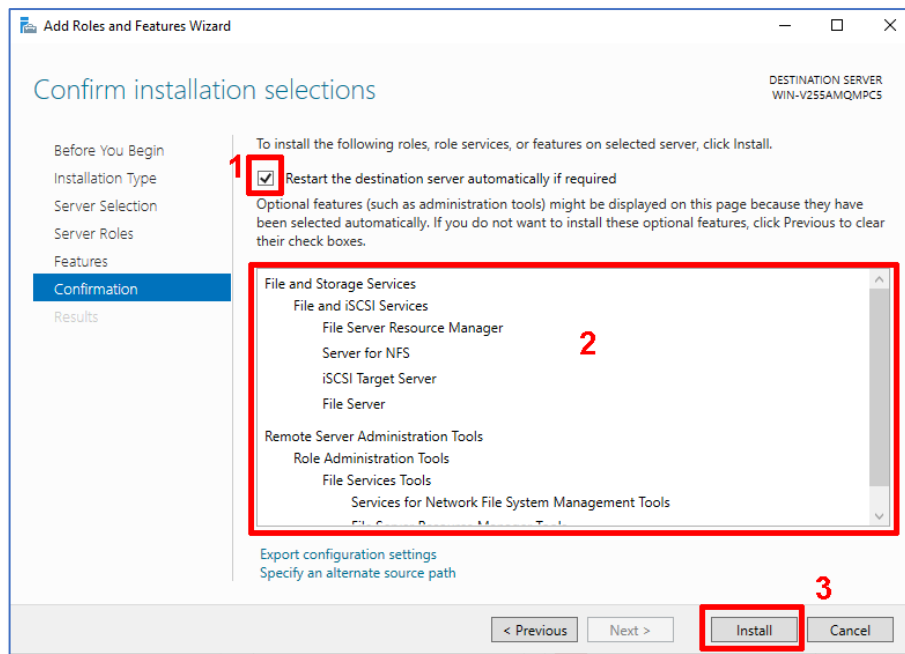 Add Roles and Features Wizard
Confirm installation selections
DESTINATION SERVER
WIN-V255AMQMPC5
Before You Begin
Installation Type
Server Selection
Server Roles
Features
Confirmation
Results
To install the following roles, role services, or features on selected server, click Install.
1
Restart the destination server automatically if required
Optional features (such as administration tools) might be displayed on this page because they have
been selected automatically. If you do not want to install these optional features, click Previous to clear
their check boxes.
File and Storage Services
File and iSCSI Services
File Server Resource Manager
2
Server for NFS
iSCSI Target Server
File Server
Remote Server Administration Tools
Role Administration Tools
File Services Tools
Services for Network File System Management Tools
File Server Resource Manager Tools
Export configuration settings
Specify an alternate source path
3
< Previous
Next >
Install
Cancel